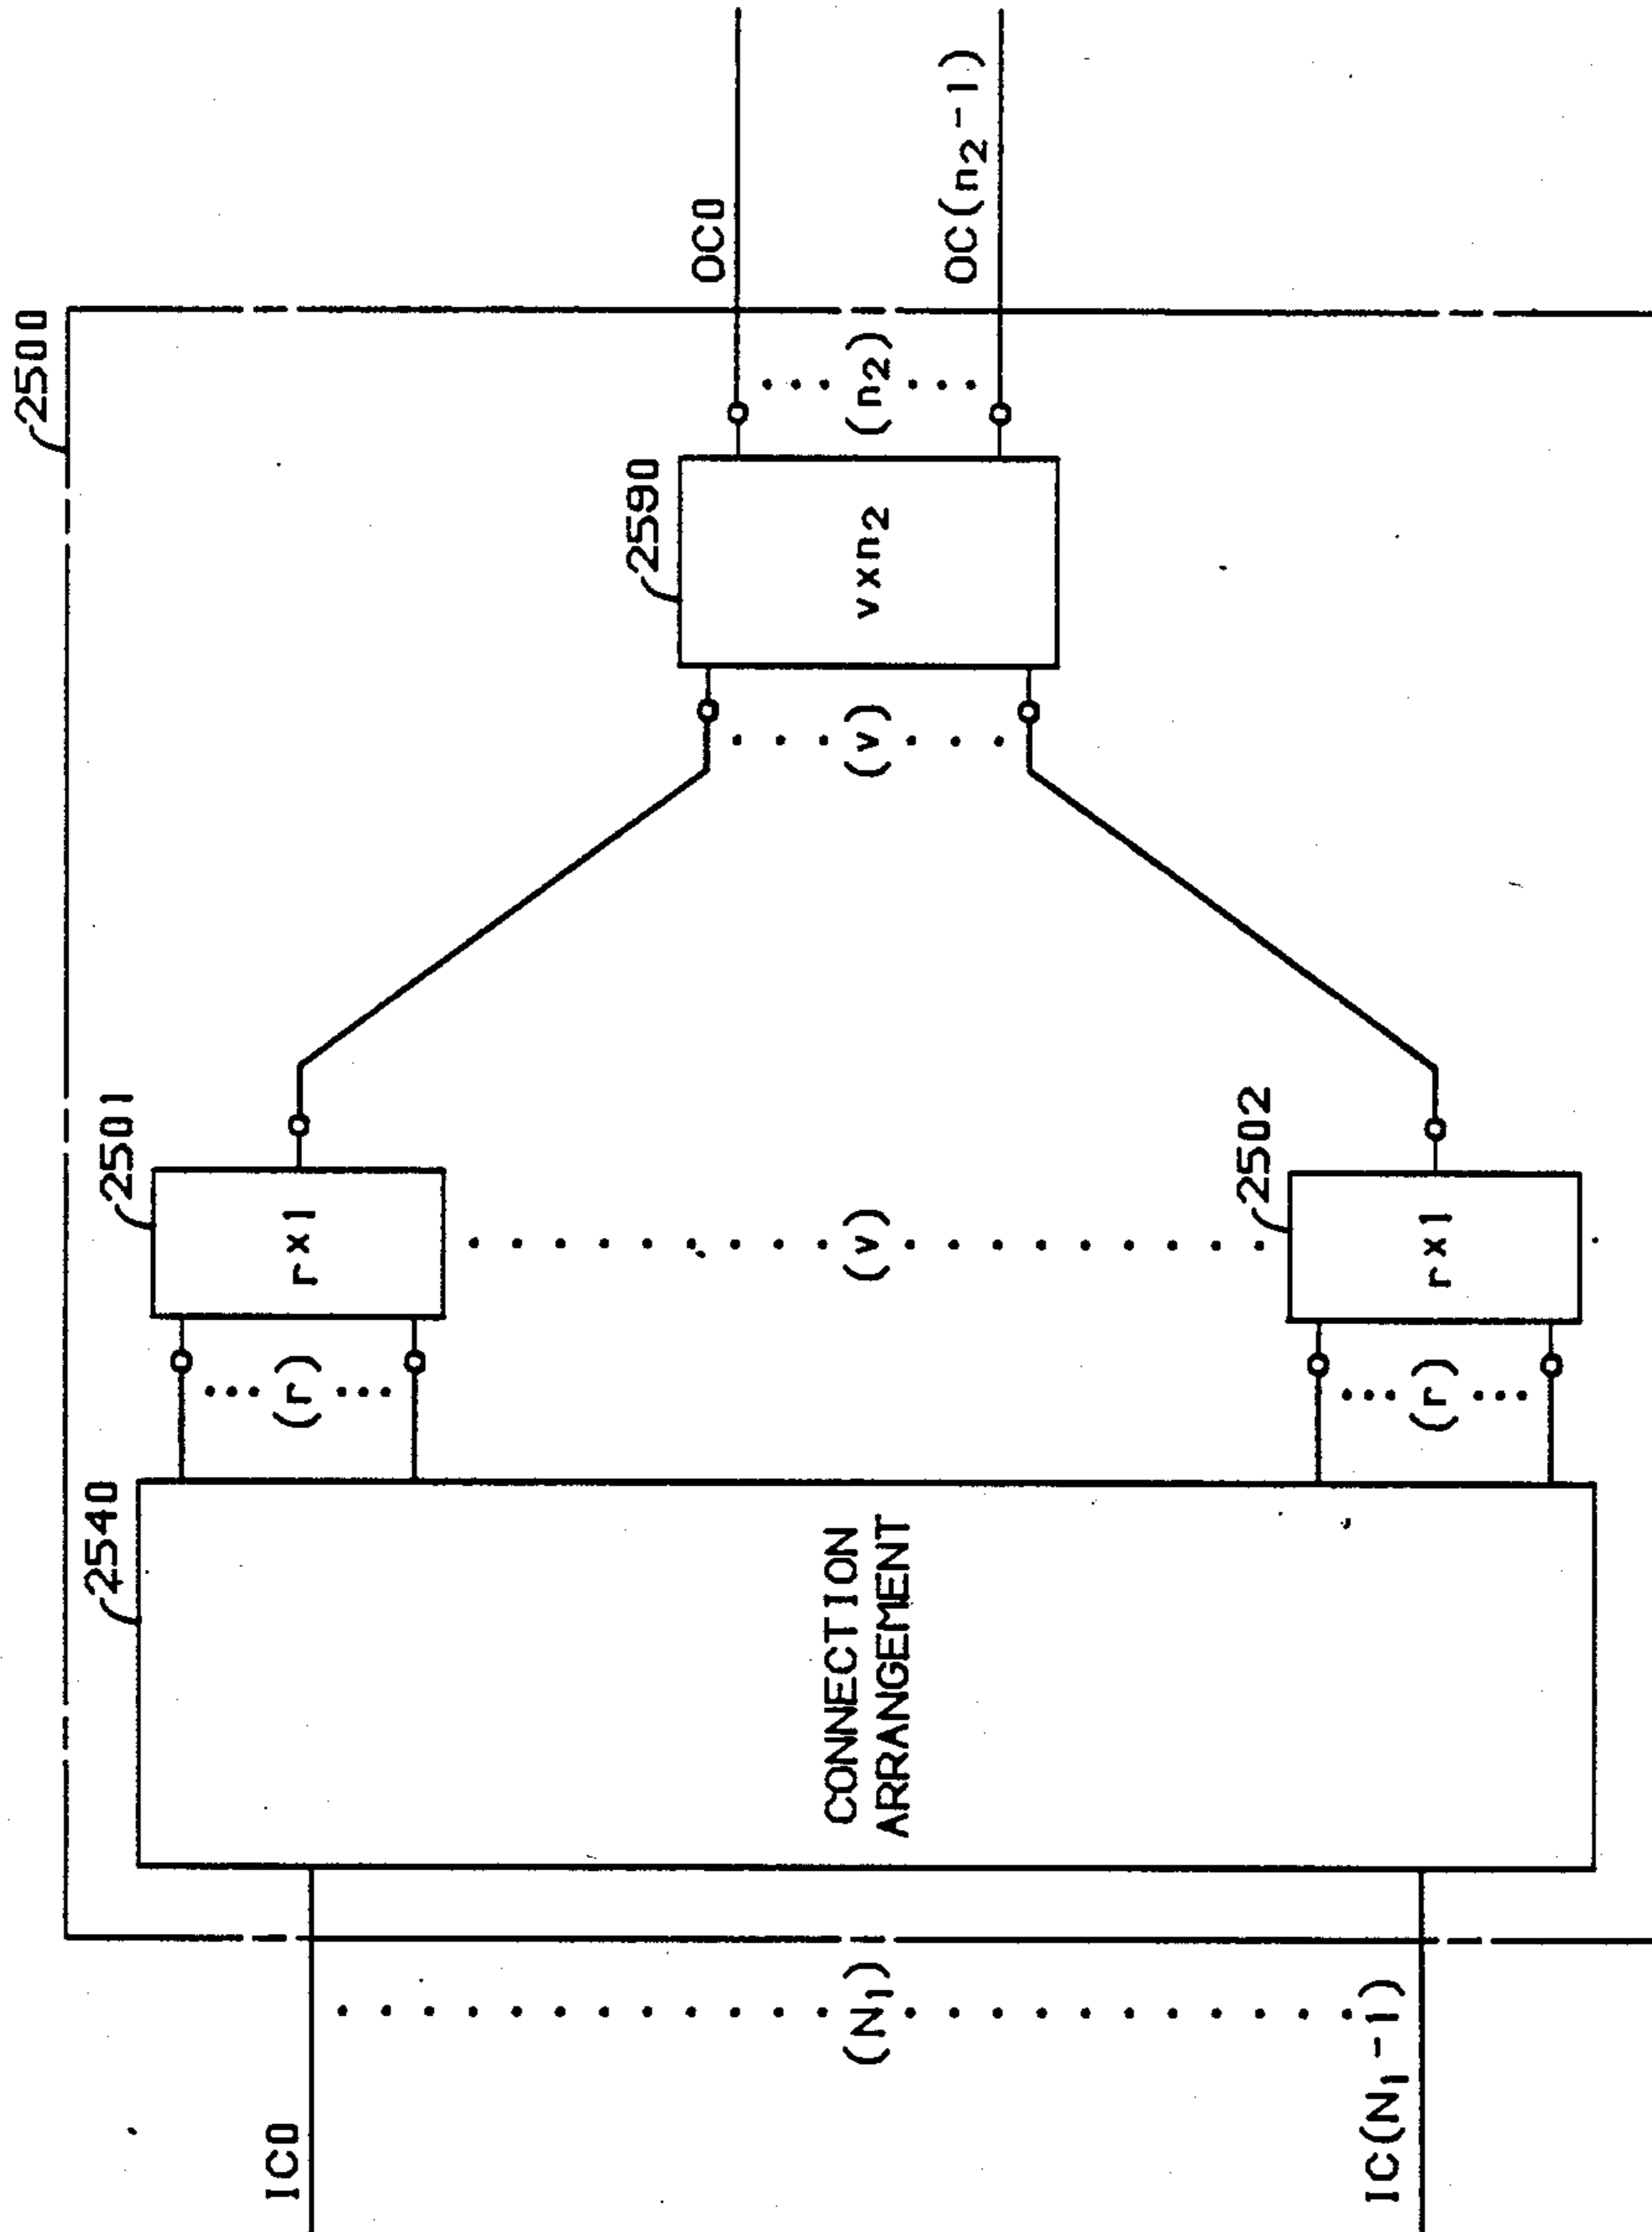 2500
IC0
(N₁)
IC(N₁-1)
2540
CONNECTION
ARRANGEMENT
(r)
(r)
2501
rx1
(v)
2502
rx1
(v)
2590
vxn₂
(n₂)
OC0
OC(n₂-1)